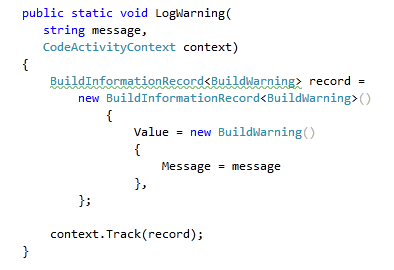 public static void LogWarning(
string message,
CodeActivityContext context)
{
BuildInformationRecord<BuildWarning> record =
new BuildInformationRecord<BuildWarning>()
{
Value = new BuildWarning()
{
Message = message
},
};
context.Track(record);
}